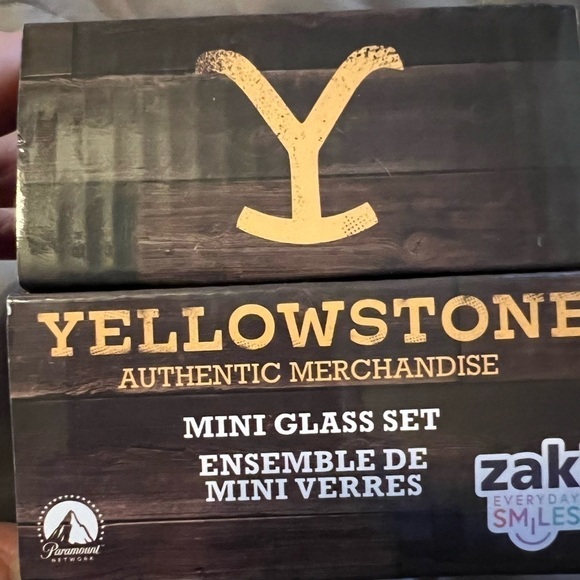 Y
YELLOWSTONE
AUTHENTIC MERCHANDISE
MINI GLASS SET
ENSEMBLE DE
MINI VERRES
zak
EVERYDAY
SMILES
Paramount
NETWORK